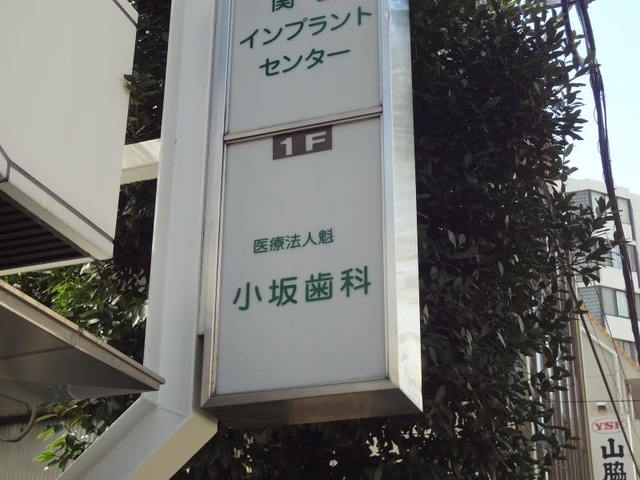 インプラント
センター
1F
医療法人魁
小坂歯科
YSK
山脇